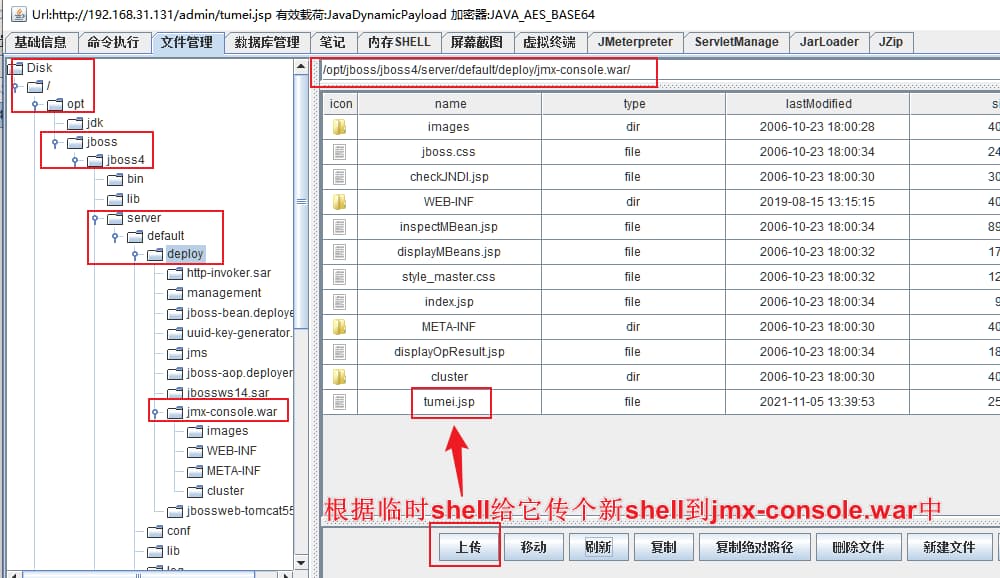 Url:http://192.168.31.131/admin/tumei.jsp 有效载荷:JavaDynamicPayload 加密器:JAVA_AES_BASE64
基础信息 命令执行 文件管理 数据库管理 笔记 内存SHELL 屏幕截图 虚拟终端 JMeterpreter ServletManage JarLoader JZip
Disk
/
opt
jdk
jboss
jboss4
bin
lib
server
default
deploy
http-invoker.sar
management
jboss-bean.deploye
uuid-key-generator.
jms
jboss-aop.deployer
jbossws14.sar
jmx-console.war
images
WEB-INF
META-INF
cluster
jbossweb-tomcat55
conf
lib
log
/opt/jboss/jboss4/server/default/deploy/jmx-console.war/
icon name type lastModified si
images dir 2006-10-23 18:00:28 40
jboss.css file 2006-10-23 18:00:34 24
checkJNDI.jsp file 2006-10-23 18:00:34 30
WEB-INF dir 2019-08-15 13:15:15 40
inspectMBean.jsp file 2006-10-23 18:00:34 89
displayMBeans.jsp file 2006-10-23 18:00:32 17
style_master.css file 2006-10-23 18:00:32 12
index.jsp file 2006-10-23 18:00:34 9
META-INF dir 2006-10-23 18:00:30 40
displayOpResult.jsp file 2006-10-23 18:00:34 18
cluster dir 2006-10-23 18:00:30 40
tumei.jsp file 2021-11-05 13:39:53 25
根据临时shell给它传个新shell到jmx-console.war中
上传 移动 刷新 复制 复制绝对路径 删除文件 新建文件